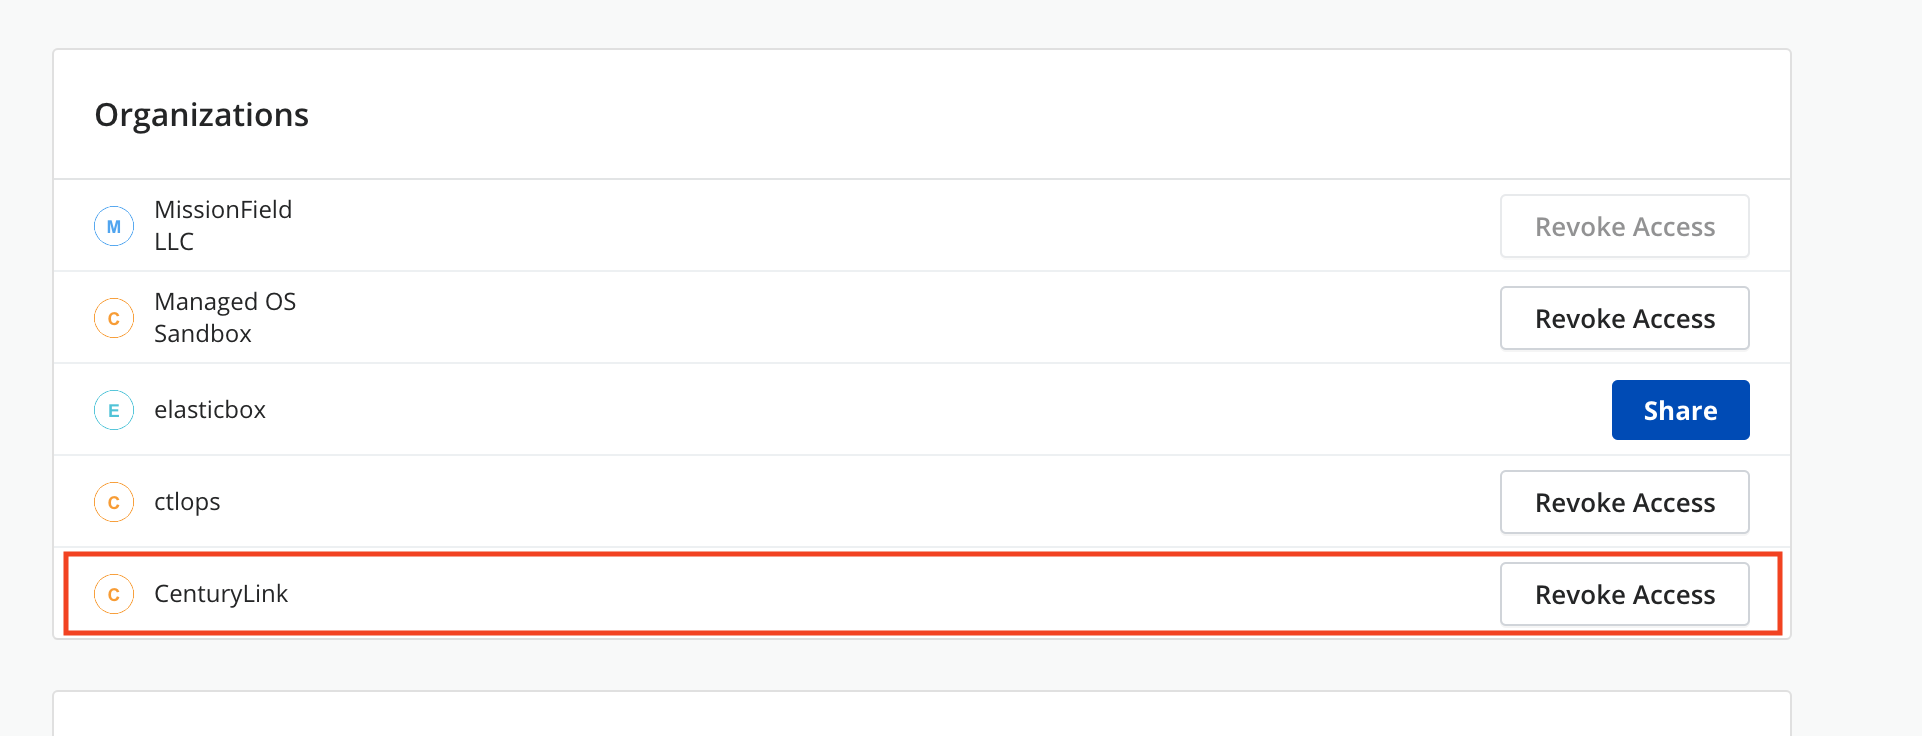 Organizations
M
MissionField
LLC
Revoke Access
C
Managed OS
Sandbox
Revoke Access
E
elasticbox
Share
C
ctlops
Revoke Access
C
CenturyLink
Revoke Access